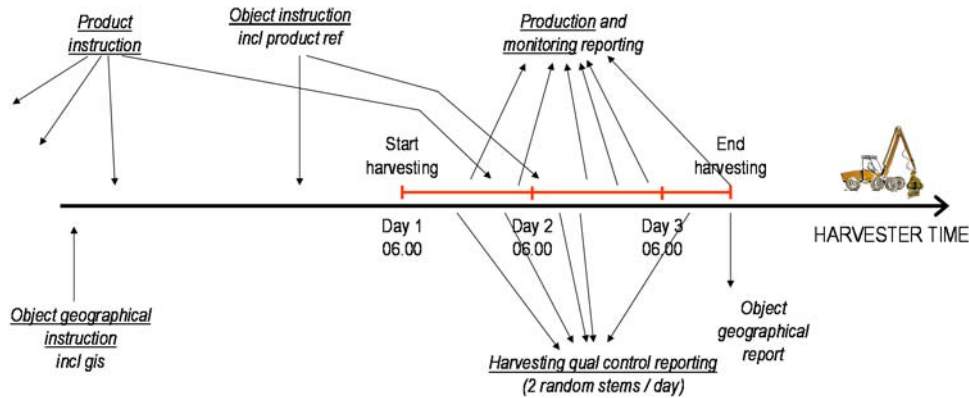 Product
instruction
Object instruction
incl product ref
Production and
monitoring reporting
Start
harvesting
End
harvesting
Day 1
06.00
Day 2
06.00
Day 3
06.00
HARVESTER TIME
Object geographical
instruction
incl gis
Harvesting qual control reporting
(2 random stems / day)
Object
geographical
report